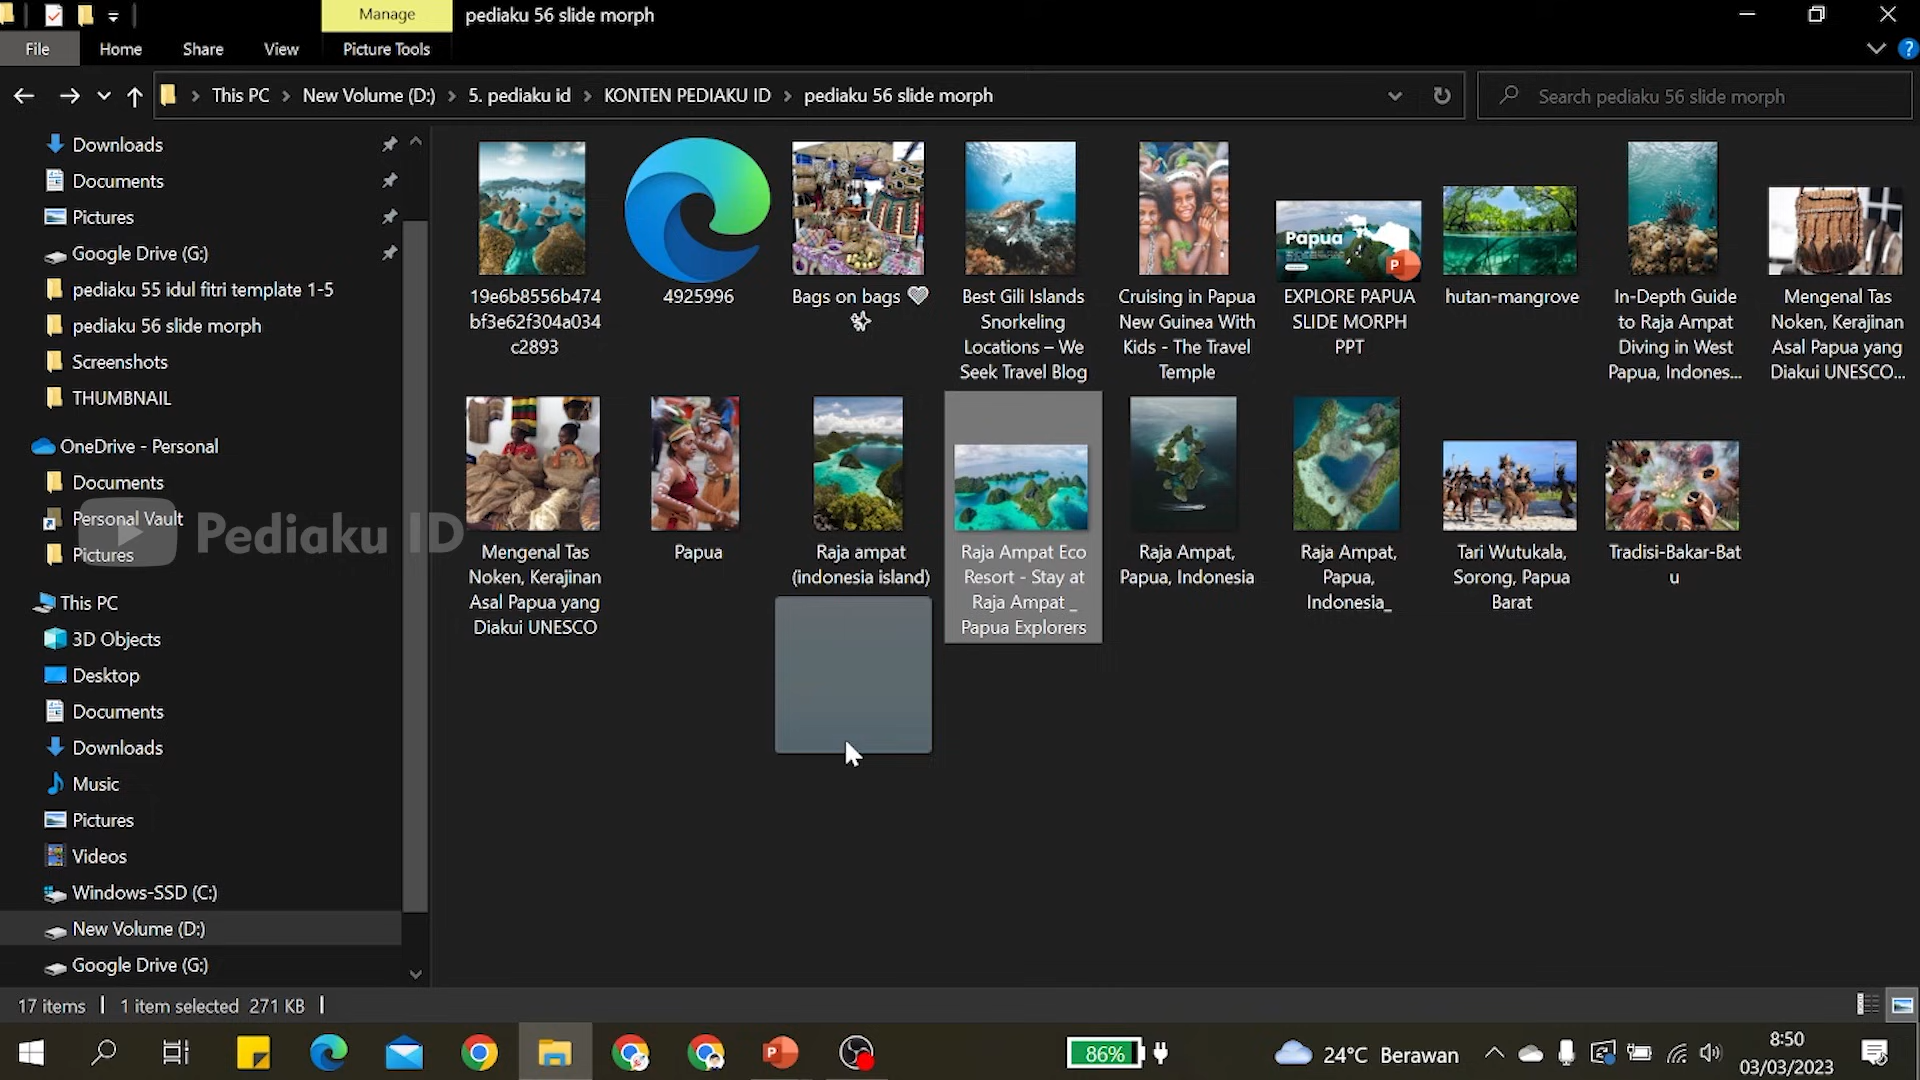 Manage
pediaku 56 slide morph
File
Home
Share
View
Picture Tools
This PC
New Volume (D:)
5. pediaku id
KONTEN PEDIAKU ID
pediaku 56 slide morph
Search pediaku 56 slide morph
Downloads
Documents
Pictures
Google Drive (G:)
pediaku 55 idul fitri template 1-5
pediaku 56 slide morph
Screenshots
THUMBNAIL
OneDrive - Personal
Documents
Personal Vault
Pictures
Pediaku ID
This PC
3D Objects
Desktop
Documents
Downloads
Music
Pictures
Videos
Windows-SSD (C:)
New Volume (D:)
Google Drive (G:)
19e6b8556b474
bf3e62f304a034
c2893
4925996
Bags on bags 🤍
✨
Best Gili Islands
Snorkeling
Locations – We
Seek Travel Blog
Cruising in Papua
New Guinea With
Kids - The Travel
Temple
Papua
EXPLORE PAPUA
SLIDE MORPH
PPT
hutan-mangrove
In-Depth Guide
to Raja Ampat
Diving in West
Papua, Indones...
Mengenal Tas
Noken, Kerajinan
Asal Papua yang
Diakui UNESCO...
Mengenal Tas
Noken, Kerajinan
Asal Papua yang
Diakui UNESCO
Papua
Raja ampat
(indonesia island)
Raja Ampat Eco
Resort - Stay at
Raja Ampat _
Papua Explorers
Raja Ampat,
Papua, Indonesia
Raja Ampat,
Papua,
Indonesia_
Tari Wutukala,
Sorong, Papua
Barat
Tradisi-Bakar-Bat
u
17 items
1 item selected 271 KB
86%
24°C Berawan
8:50
03/03/2023